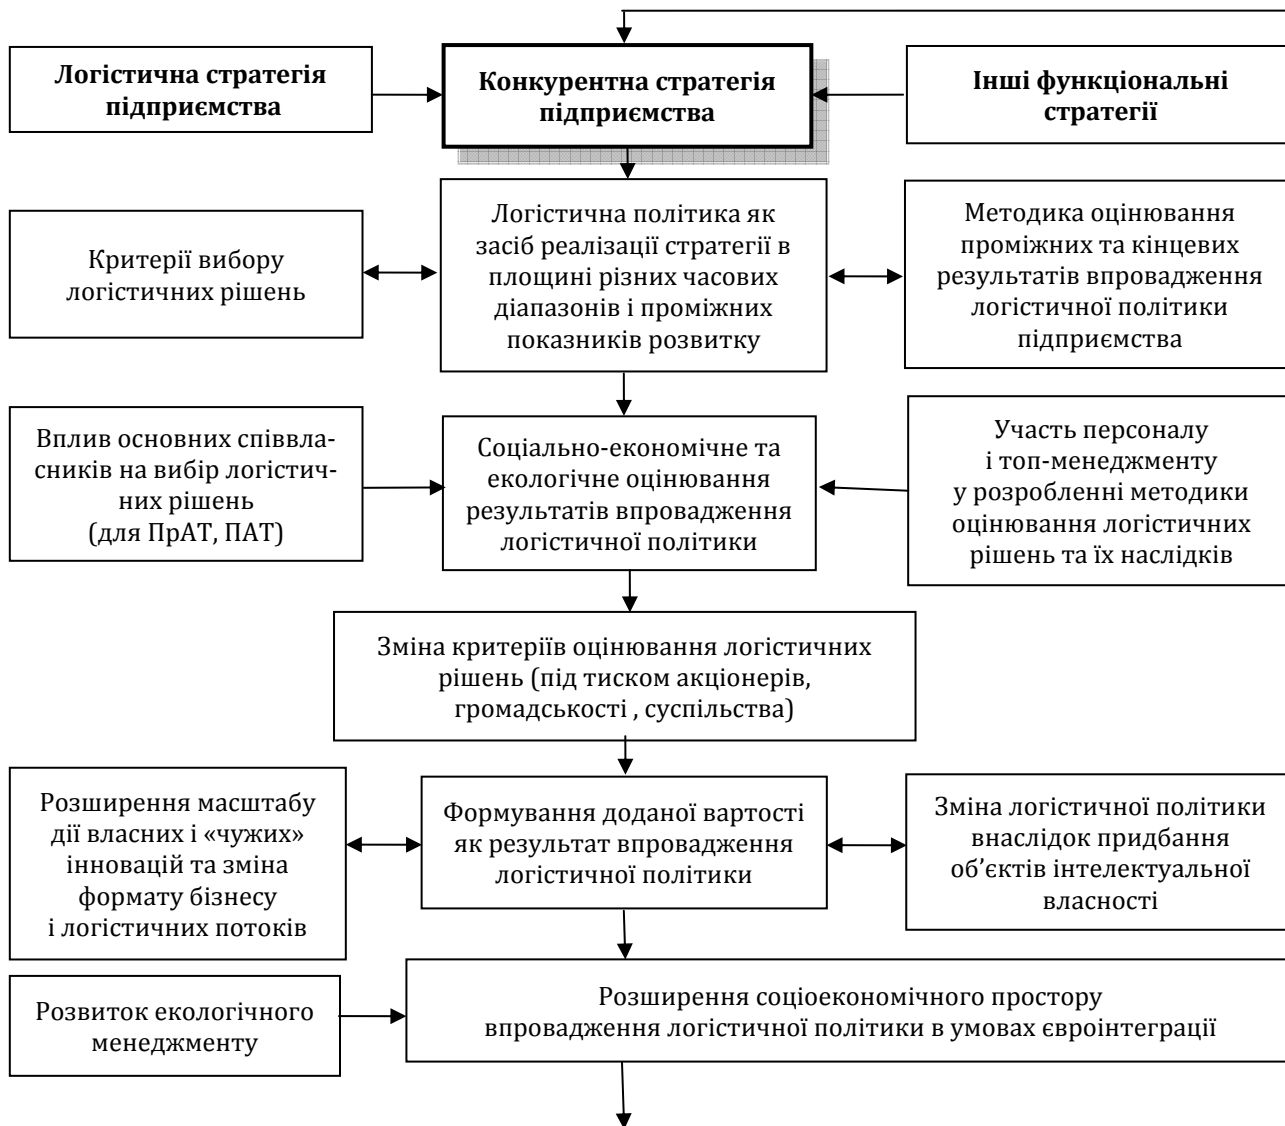 Логістична стратегія
підприємства
Конкурентна стратегія
підприємства
Інші функціональні
стратегії
Критерії вибору
логістичних рішень
Логістична політика як
засіб реалізації стратегії в
площині різних часових
діапазонів і проміжних
показників розвитку
Методика оцінювання
проміжних та кінцевих
результатів впровадження
логістичної політики
підприємства
Вплив основних співвла-
сників на вибір логістич-
них рішень
(для ПрАТ, ПАТ)
Соціально-економічне та
екологічне оцінювання
результатів впровадження
логістичної політики
Участь персоналу
і топ-менеджменту
у розробленні методики
оцінювання логістичних
рішень та їх наслідків
Зміна критеріїв оцінювання логістичних
рішень (під тиском акціонерів,
громадськості , суспільства)
Розширення масштабу
дії власних і «чужих»
інновацій та зміна
формату бізнесу
і логістичних потоків
Формування доданої вартості
як результат впровадження
логістичної політики
Зміна логістичної політики
внаслідок придбання
об’єктів інтелектуальної
власності
Розвиток екологічного
менеджменту
Розширення соціоекономічного простору
впровадження логістичної політики в умовах євроінтеграції